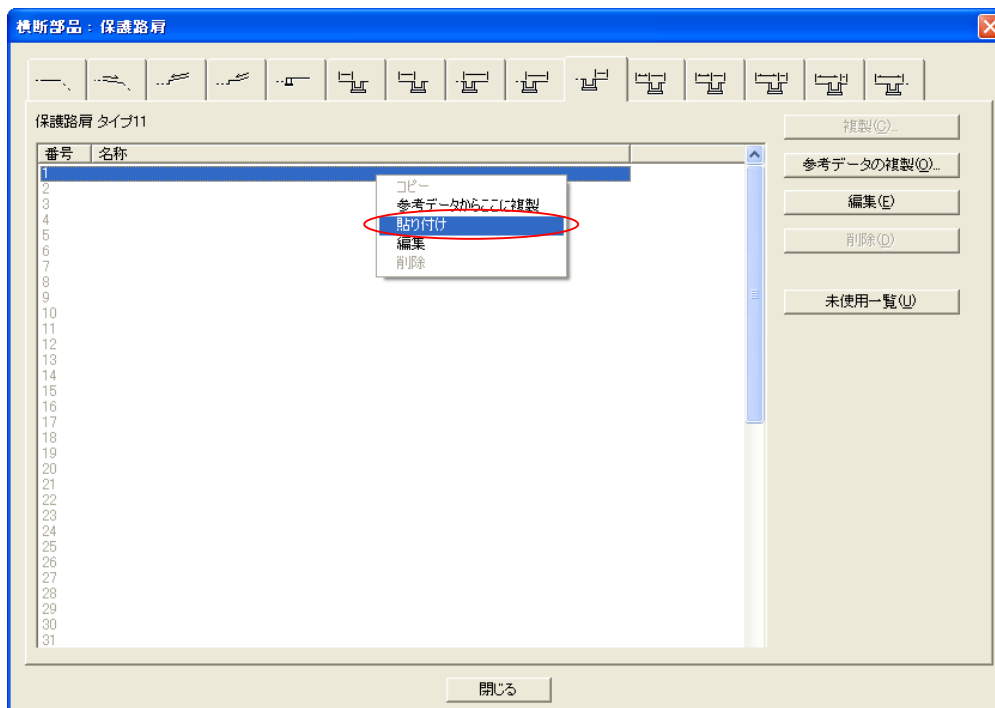 横断部品：保護路肩
保護路肩 タイプ11
複製(C)...
番号 名称
参考データの複製(O)...
1
2
3
4
5
6
7
8
9
10
11
12
13
14
15
16
17
18
19
20
21
22
23
24
25
26
27
28
29
30
31
コピー
参考データからここに複製
貼り付け
編集
削除
編集(E)
削除(D)
未使用一覧(U)
閉じる